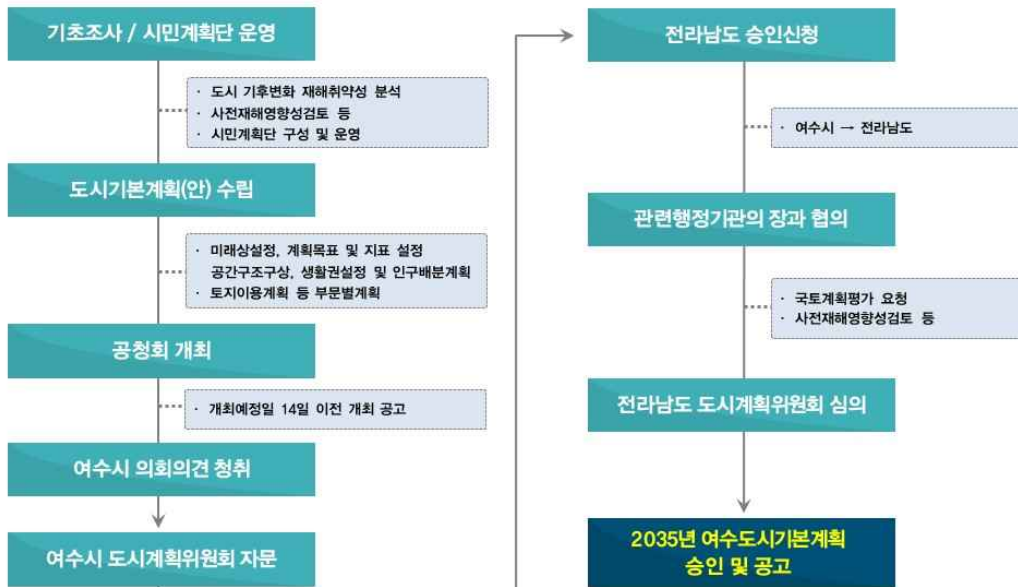 기초조사 / 시민계획단 운영
· 도시 기후변화 재해취약성 분석
· 사전재해영향성검토 등
· 시민계획단 구성 및 운영
도시기본계획(안) 수립
· 미래상설정, 계획목표 및 지표 설정
공간구조구상, 생활권설정 및 인구배분계획
· 토지이용계획 등 부문별계획
공청회 개최
· 개최예정일 14일 이전 개최 공고
여수시 의회의견 청취
여수시 도시계획위원회 자문
전라남도 승인신청
· 여수시 → 전라남도
관련행정기관의 장과 협의
· 국토계획평가 요청
· 사전재해영향성검토 등
전라남도 도시계획위원회 심의
2035년 여수도시기본계획
승인 및 공고